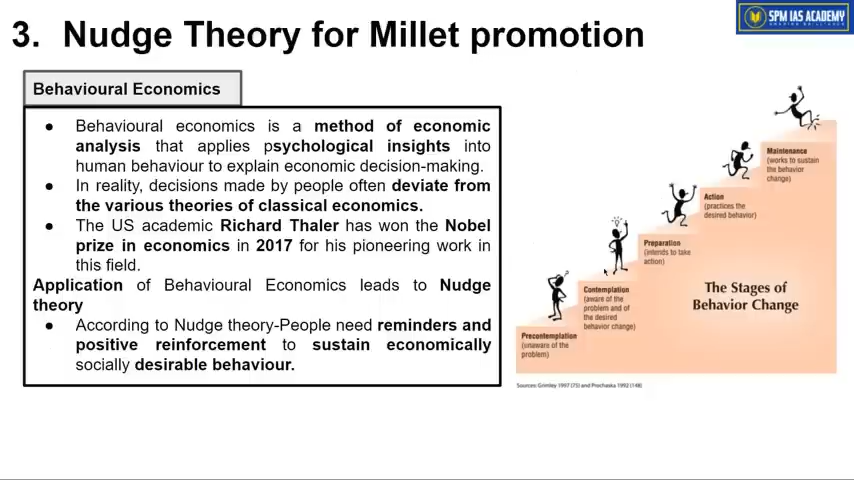 3. Nudge Theory for Millet promotion
SPM IAS ACADEMY
Behavioural Economics
● Behavioural economics is a method of economic
analysis that applies psychological insights into
human behaviour to explain economic decision-making.
● In reality, decisions made by people often deviate from
the various theories of classical economics.
● The US academic Richard Thaler has won the Nobel
prize in economics in 2017 for his pioneering work in
this field.
Application of Behavioural Economics leads to Nudge
theory
● According to Nudge theory-People need reminders and
positive reinforcement to sustain economically
socially desirable behaviour.
Maintenance
(works to sustain
the behavior
change)
Action
(practices the
desired behavior)
Preparation
(intends to take
action)
Contemplation
(aware of the
problem and of
the desired
behavior change)
Precontemplation
(unaware of the
problem)
The Stages of
Behavior Change
Sources: Grimley 1997 (75) and Prochaska 1992 (148)